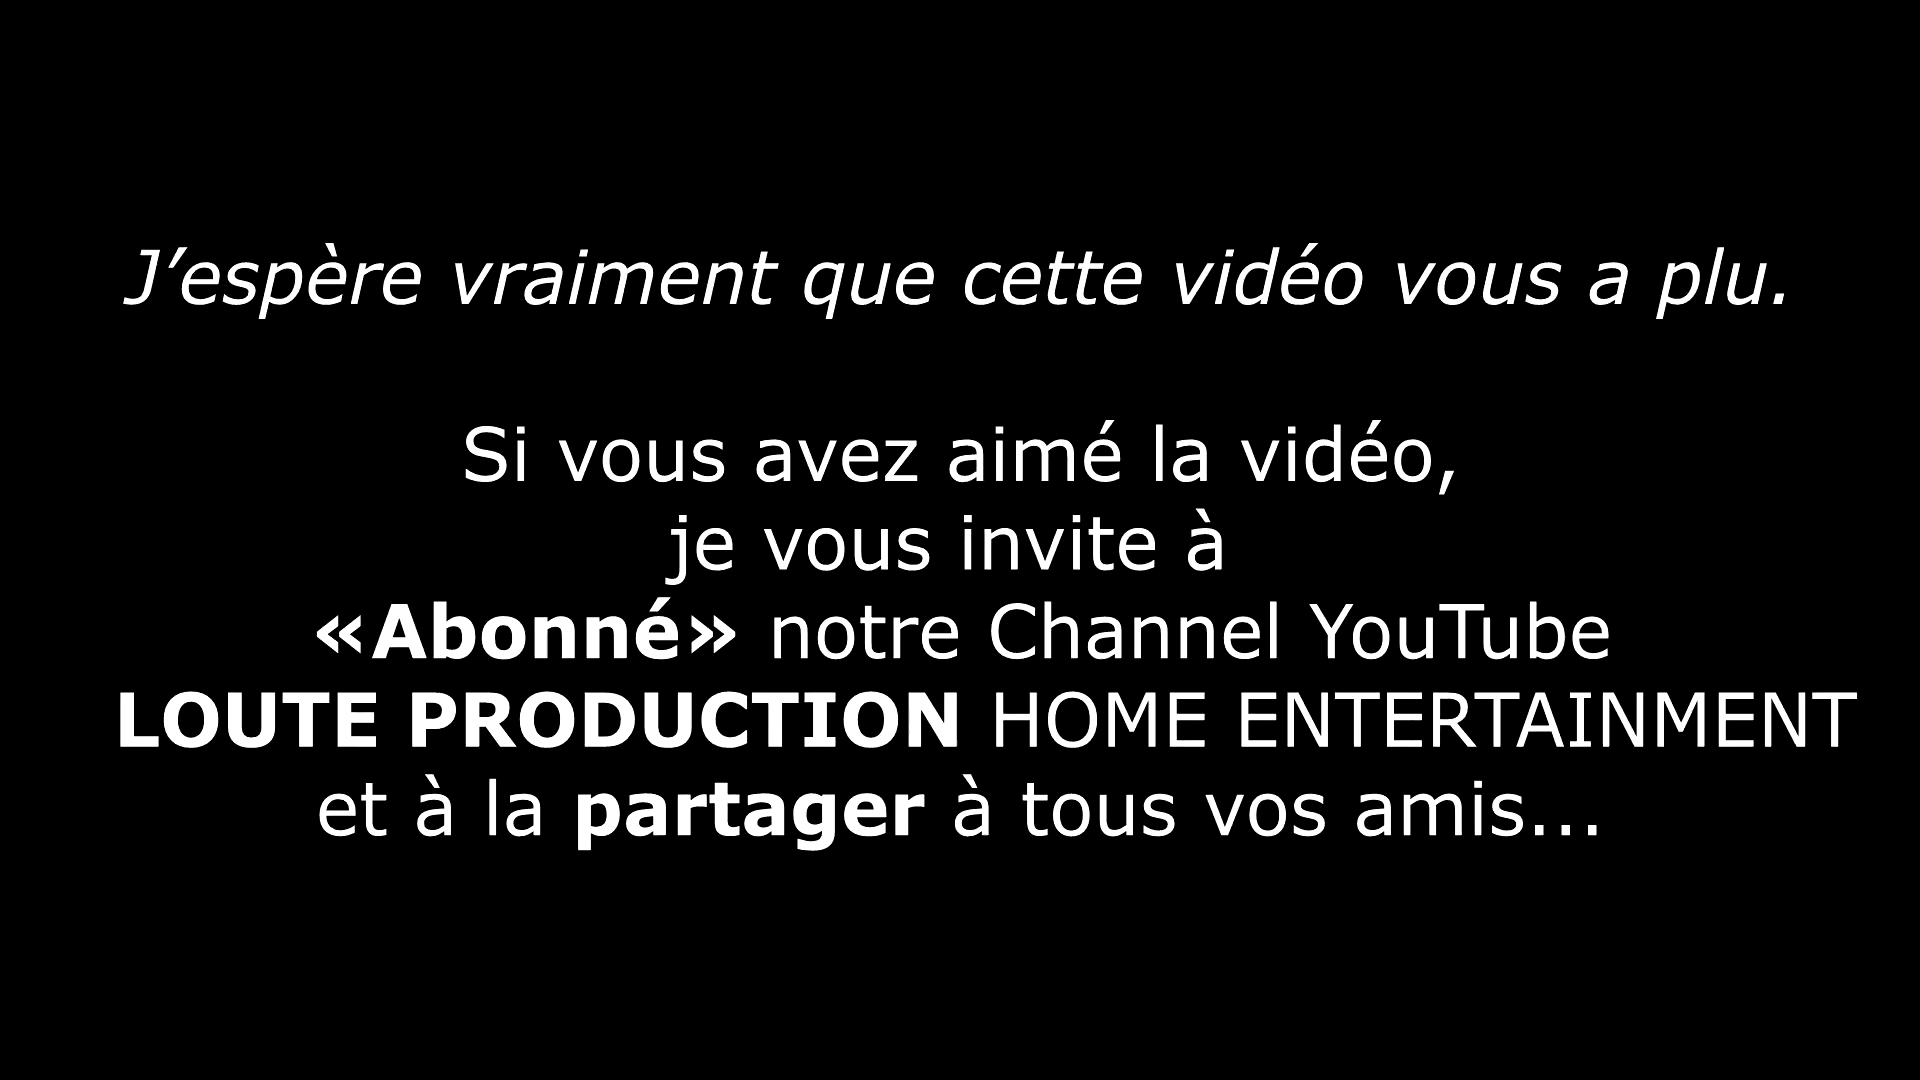 J’espère vraiment que cette vidéo vous a plu.
Si vous avez aimé la vidéo,
je vous invite à
«Abonné» notre Channel YouTube
LOUTE PRODUCTION HOME ENTERTAINMENT
et à la partager à tous vos amis...